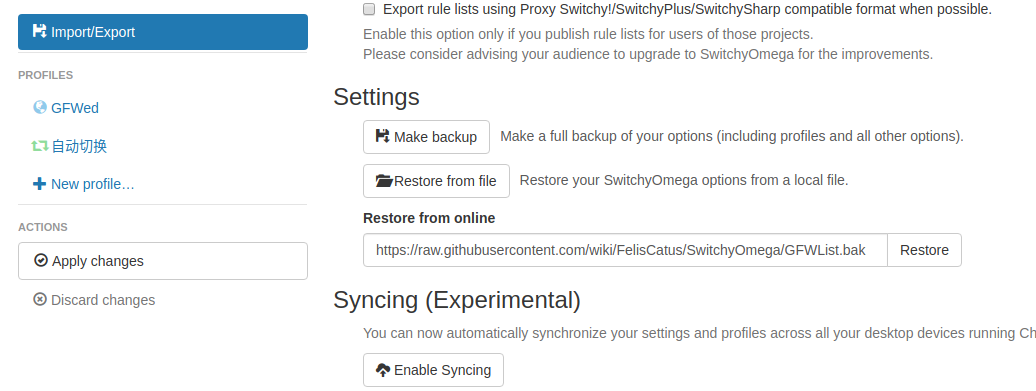 Import/Export
PROFILES
GFWed
自动切换
New profile…
ACTIONS
Apply changes
Discard changes
Export rule lists using Proxy Switchy!/SwitchyPlus/SwitchySharp compatible format when possible.
Enable this option only if you publish rule lists for users of those projects.
Please consider advising your audience to upgrade to SwitchyOmega for the improvements.
Settings
Make backup Make a full backup of your options (including profiles and all other options).
Restore from file Restore your SwitchyOmega options from a local file.
Restore from online
https://raw.githubusercontent.com/wiki/FelisCatus/SwitchyOmega/GFWList.bak Restore
Syncing (Experimental)
You can now automatically synchronize your settings and profiles across all your desktop devices running Ch
Enable Syncing